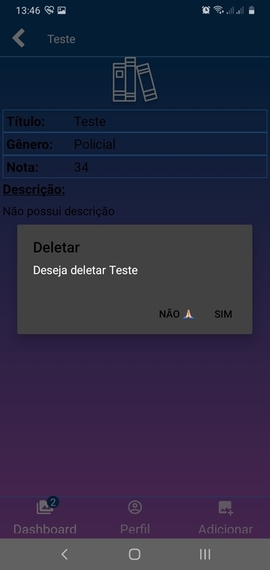 13:46
Teste
Título: Teste
Gênero: Policial
Nota: 34
Descrição:
Não possui descrição
Deletar
Deseja deletar Teste
NÃO 🙏🏻 SIM
2
Dashboard Perfil Adicionar